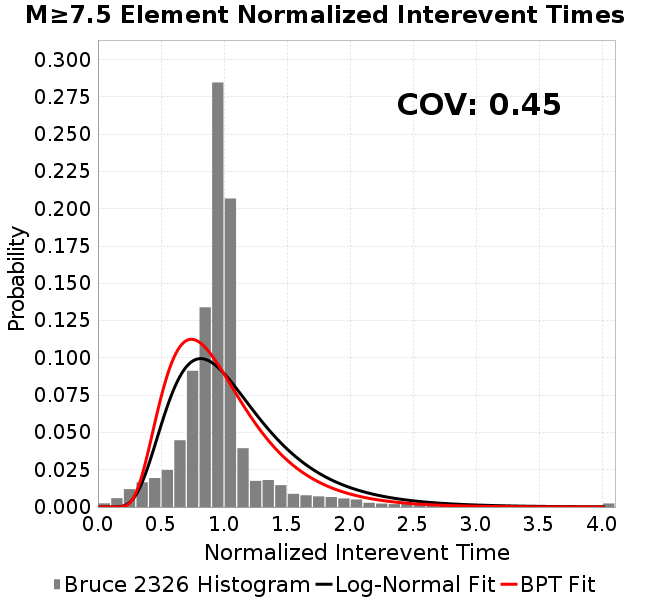 M≥7.5 Element Normalized Interevent Times
COV: 0.45
Probability
0.300
0.275
0.250
0.225
0.200
0.175
0.150
0.125
0.100
0.075
0.050
0.025
0.000
0.0 0.5 1.0 1.5 2.0 2.5 3.0 3.5 4.0
Normalized Interevent Time
Bruce 2326 Histogram Log-Normal Fit BPT Fit